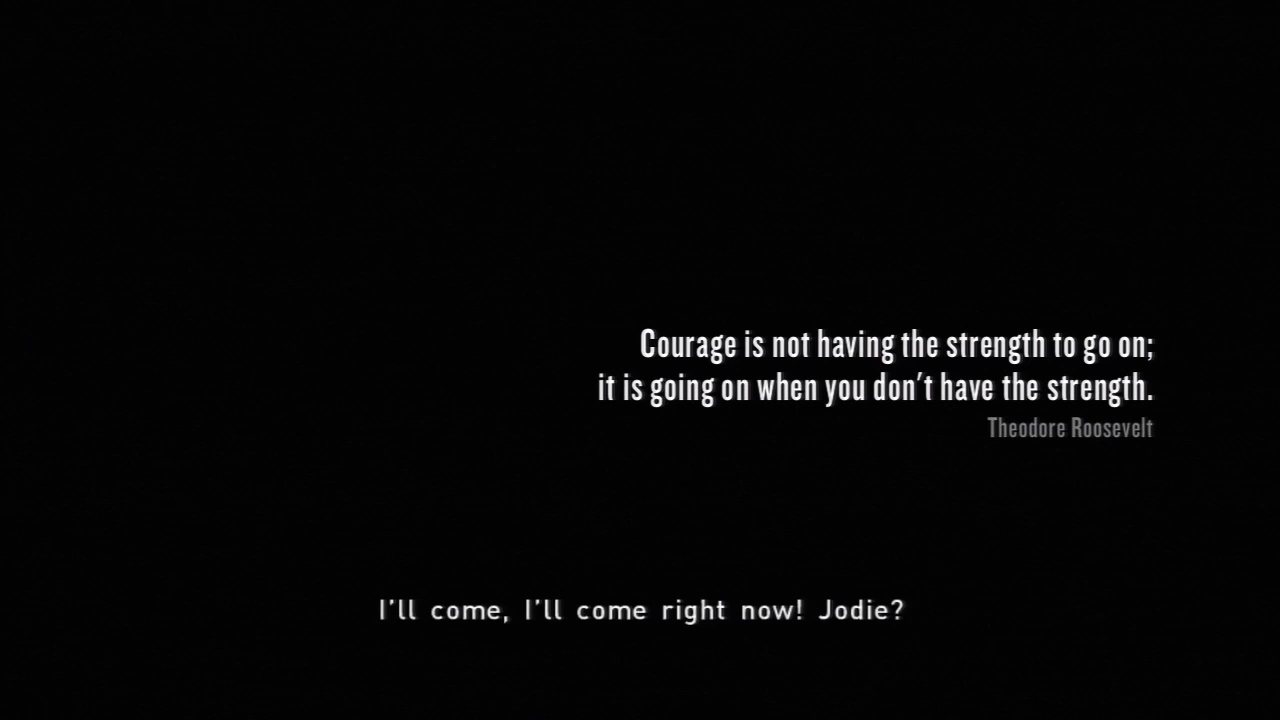 Courage is not having the strength to go on;
it is going on when you don't have the strength.
Theodore Roosevelt
I'll come, I'll come right now! Jodie?